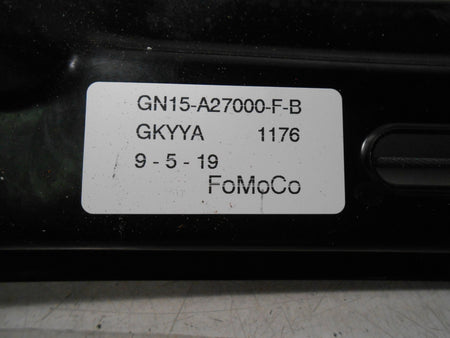 GN15-A27000-F-B
GKYYA 1176
9 - 5 - 19
FoMoCo